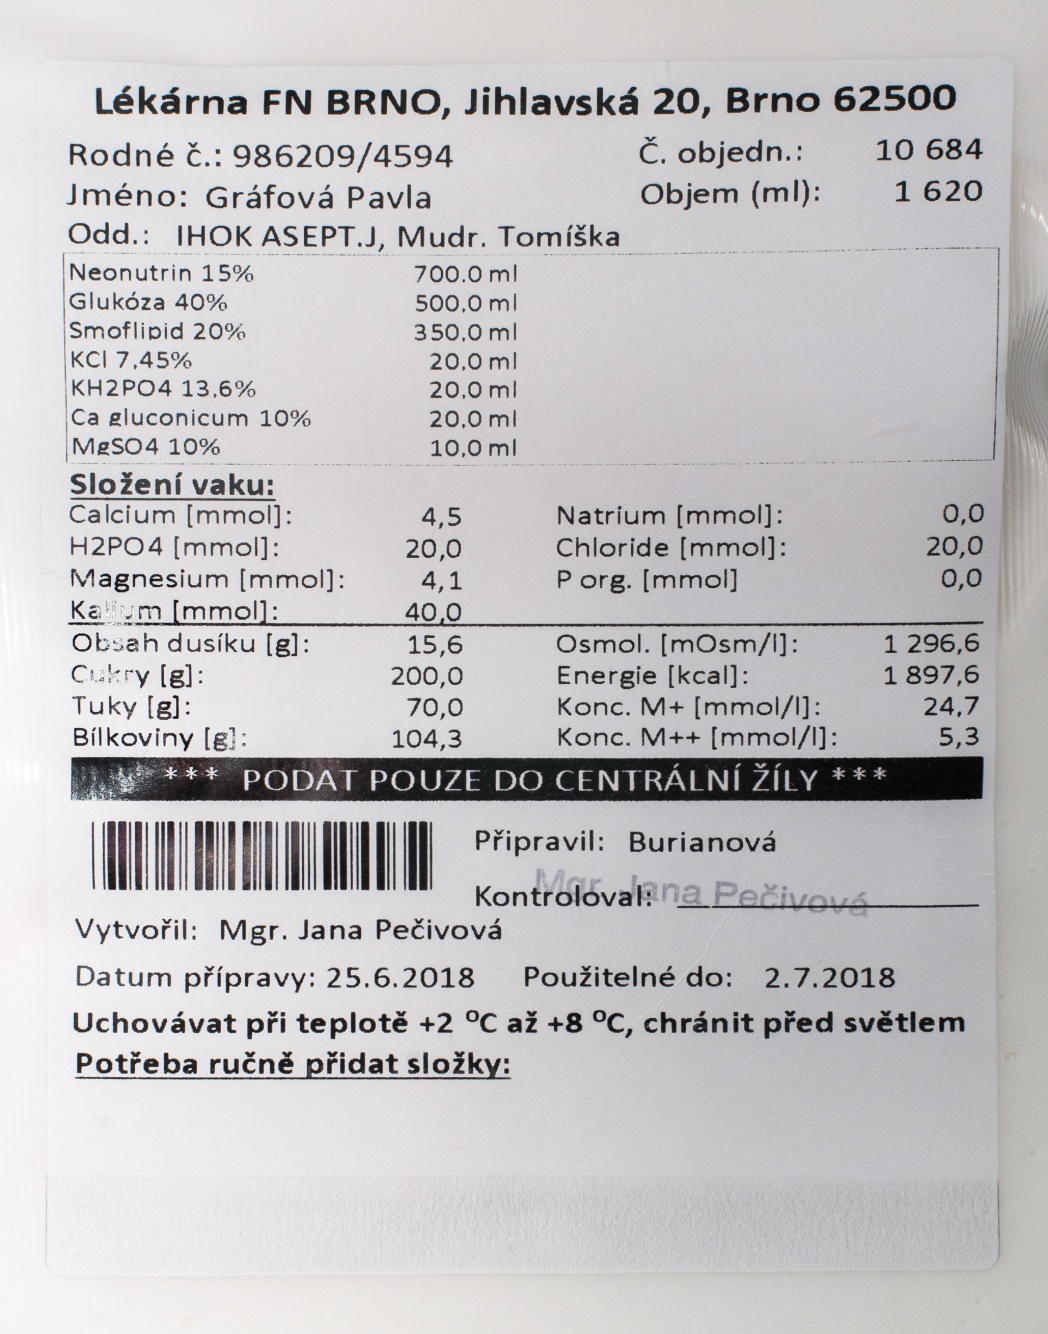 Lékárna FN BRNO, Jihlavská 20, Brno 62500
Rodné č.: 986209/4594 Č. objedn.: 10 684
Jméno: Gráfová Pavla Objem (ml): 1 620
Odd.: IHOK ASEPT.J, Mudr. Tomíška
Neonutrin 15% 700,0 ml
Glukóza 40% 500,0 ml
Smoflipid 20% 350,0 ml
KCl 7,45% 20,0 ml
KH2PO4 13,6% 20,0 ml
Ca gluconicum 10% 20,0 ml
MgSO4 10% 10,0 ml
Složení vaku:
Calcium [mmol]: 4,5 Natrium [mmol]: 0,0
H2PO4 [mmol]: 20,0 Chloride [mmol]: 20,0
Magnesium [mmol]: 4,1 P org. [mmol] 0,0
Kalium [mmol]: 40,0
Obsah dusíku [g]: 15,6 Osmol. [mOsm/l]: 1 296,6
Cukry [g]: 200,0 Energie [kcal]: 1 897,6
Tuky [g]: 70,0 Konc. M+ [mmol/l]: 24,7
Bílkoviny [g]: 104,3 Konc. M++ [mmol/l]: 5,3
*** PODAT POUZE DO CENTRÁLNÍ ŽÍLY ***
Připravil: Burianová
Kontroloval: Mgr. Jana Pečivová
Vytvořil: Mgr. Jana Pečivová
Datum přípravy: 25.6.2018 Použitelné do: 2.7.2018
Uchovávat při teplotě +2 °C až +8 °C, chránit před světlem
Potřeba ručně přidat složky: